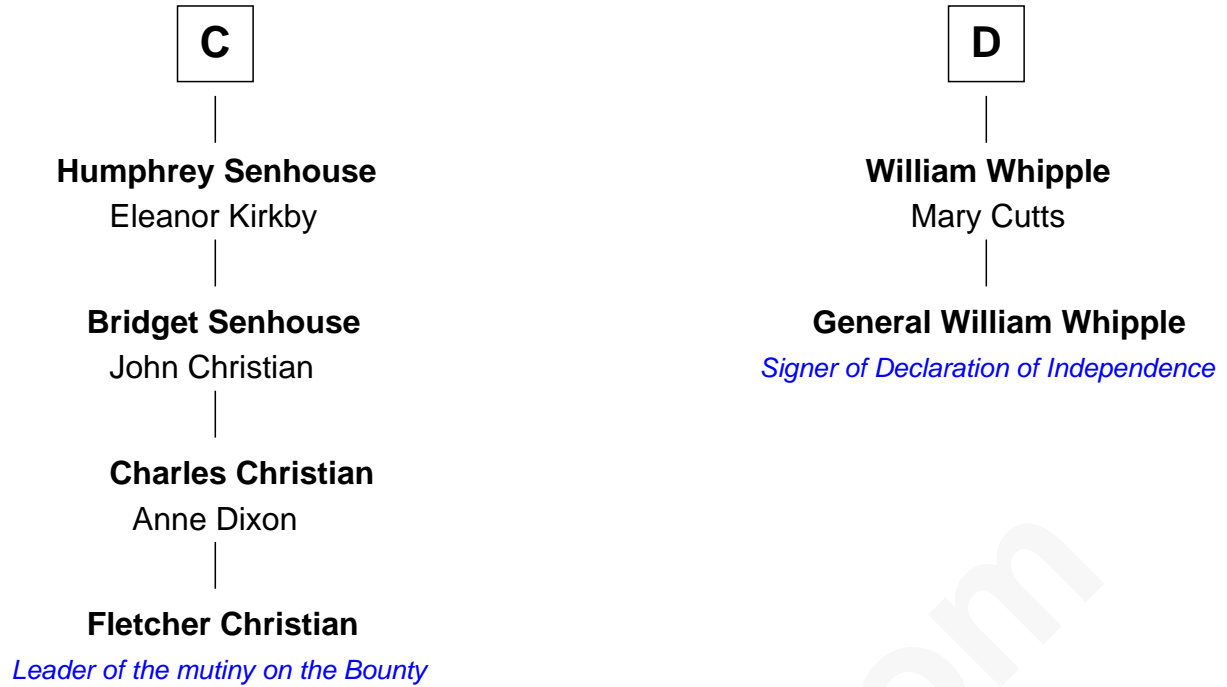 C
Humphrey Senhouse
Eleanor Kirkby
Bridget Senhouse
John Christian
Charles Christian
Anne Dixon
Fletcher Christian
Leader of the mutiny on the Bounty
D
William Whipple
Mary Cutts
General William Whipple
Signer of Declaration of Independence
om